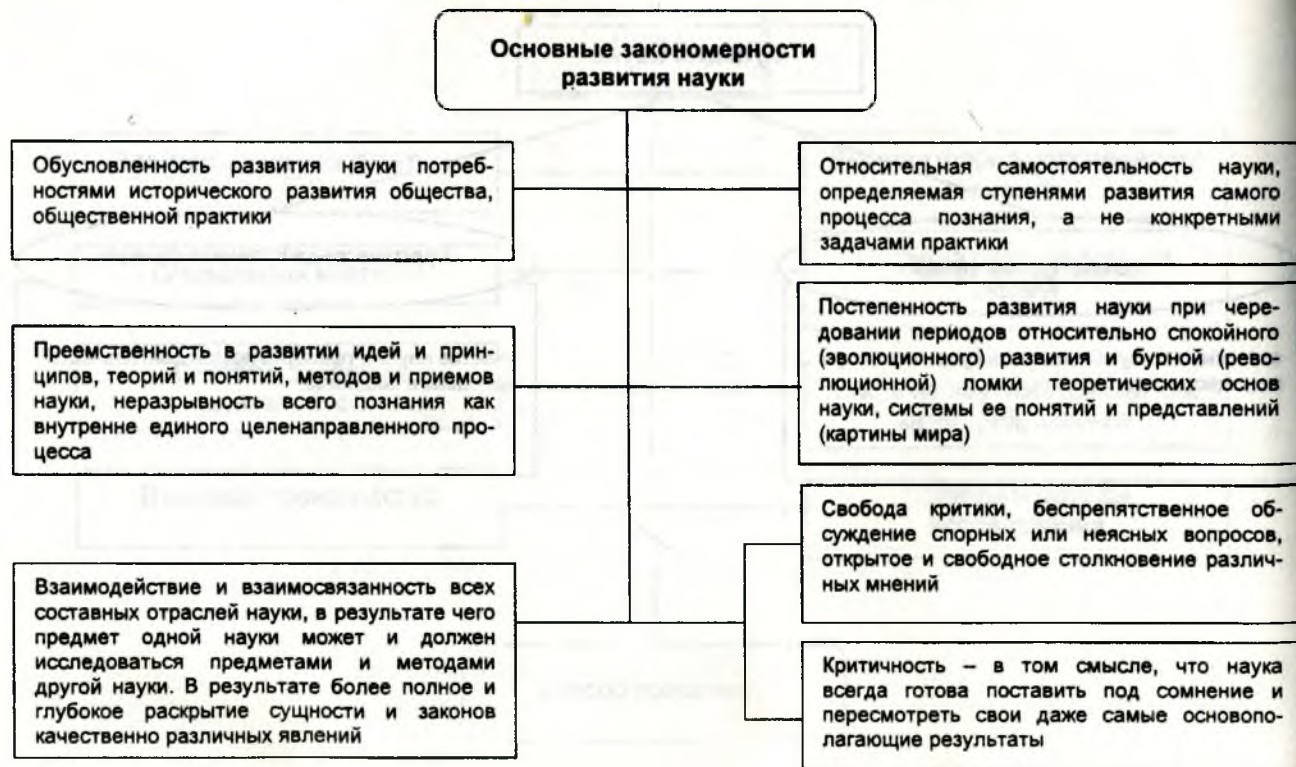 Основные закономерности
развития науки
Обусловленность развития науки потреб-
ностями исторического развития общества,
общественной практики
Относительная самостоятельность науки,
определяемая ступенями развития самого
процесса познания, а не конкретными
задачами практики
Преемственность в развитии идей и прин-
ципов, теорий и понятий, методов и приемов
науки, неразрывность всего познания как
внутренне единого целенаправленного про-
цесса
Постепенность развития науки при чере-
довании периодов относительно спокойного
(эволюционного) развития и бурной (рево-
люционной) ломки теоретических основ
науки, системы ее понятий и представлений
(картины мира)
Взаимодействие и взаимосвязанность всех
составных отраслей науки, в результате чего
предмет одной науки может и должен
исследоваться предметами и методами
другой науки. В результате более полное и
глубокое раскрытие сущности и законов
качественно различных явлений
Свобода критики, беспрепятственное об-
суждение спорных или неясных вопросов,
открытое и свободное столкновение различ-
ных мнений
Критичность – в том смысле, что наука
всегда готова поставить под сомнение и
пересмотреть свои даже самые основопо-
лагающие результаты